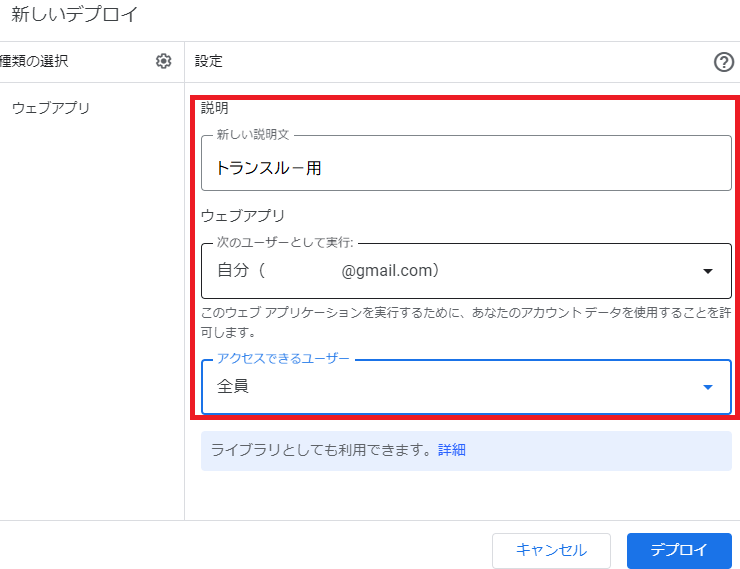 新しいデプロイ
種類の選択
設定
ウェブアプリ
説明
新しい説明文
トランスルー用
ウェブアプリ
次のユーザーとして実行:
自分（ @gmail.com）
このウェブ アプリケーションを実行するために、あなたのアカウント データを使用することを許
可します。
アクセスできるユーザー
全員
ライブラリとしても利用できます。詳細
キャンセル
デプロイ